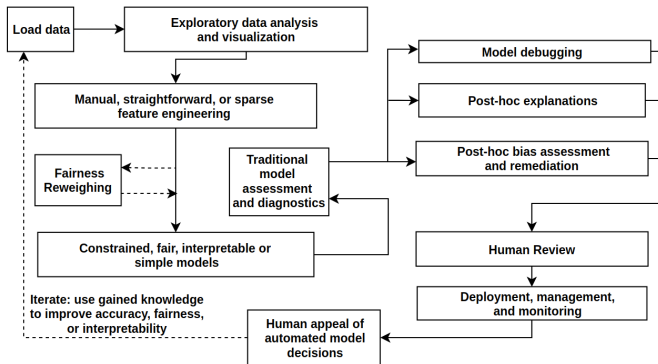 Load data
Exploratory data analysis
and visualization
Manual, straightforward, or sparse
feature engineering
Fairness
Reweighing
Constrained, fair, interpretable or
simple models
Traditional
model
assessment
and diagnostics
Model debugging
Post-hoc explanations
Post-hoc bias assessment
and remediation
Human Review
Deployment, management,
and monitoring
Human appeal of
automated model
decisions
Iterate: use gained knowledge
to improve accuracy, fairness,
or interpretability